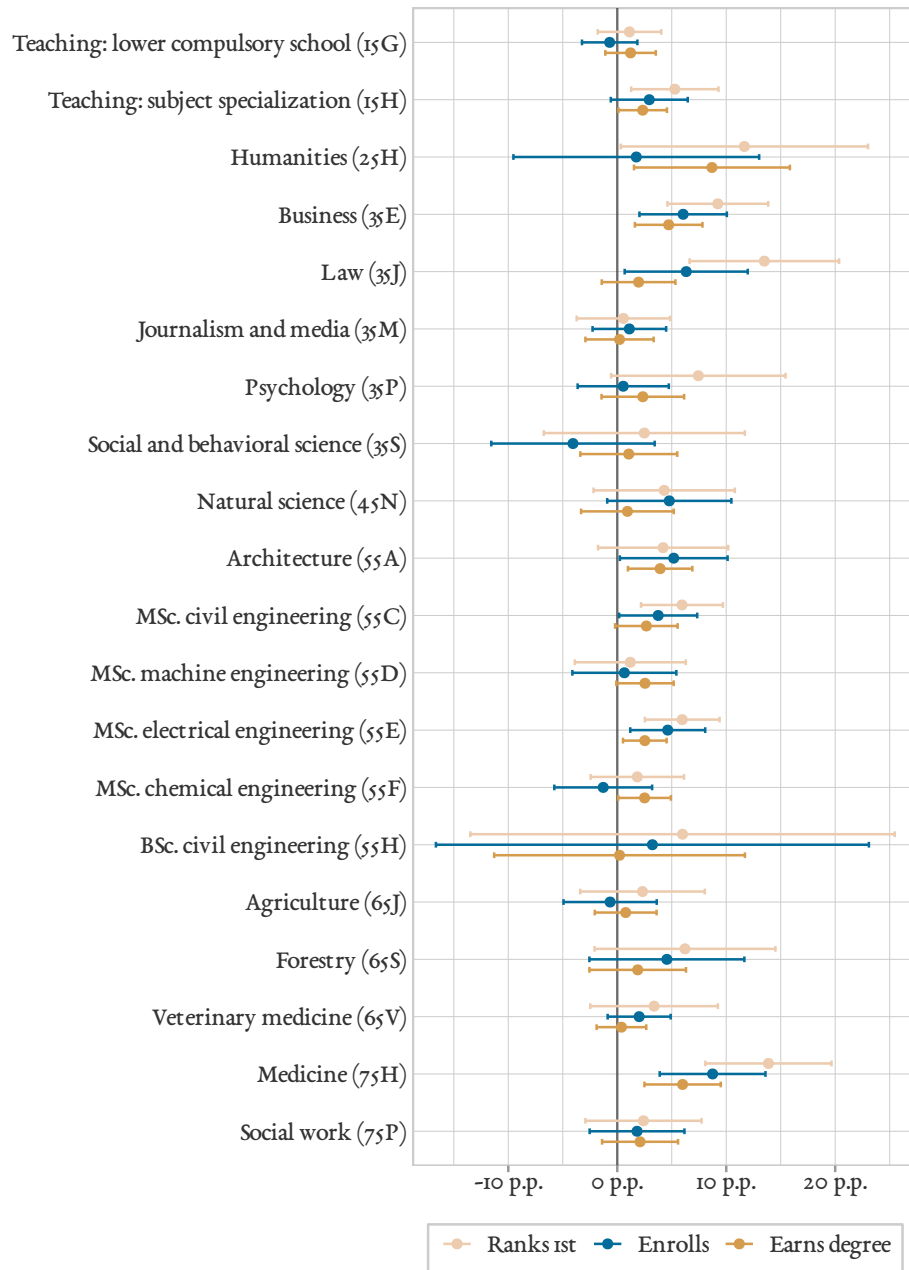 Teaching: lower compulsory school (15G)
Teaching: subject specialization (15H)
Humanities (25H)
Business (35E)
Law (35J)
Journalism and media (35M)
Psychology (35P)
Social and behavioral science (35S)
Natural science (45N)
Architecture (55A)
MSc. civil engineering (55C)
MSc. machine engineering (55D)
MSc. electrical engineering (55E)
MSc. chemical engineering (55F)
BSc. civil engineering (55H)
Agriculture (65J)
Forestry (65S)
Veterinary medicine (65V)
Medicine (75H)
Social work (75P)
-10 p.p. 0 p.p. 10 p.p. 20 p.p.
Ranks 1st Enrolls Earns degree